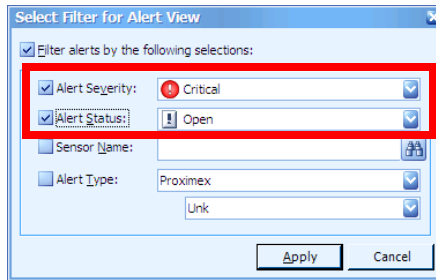 Select Filter for Alert View
Filter alerts by the following selections:
Alert Severity: Critical
Alert Status: Open
Sensor Name:
Alert Type: Proximex
Unk
Apply Cancel